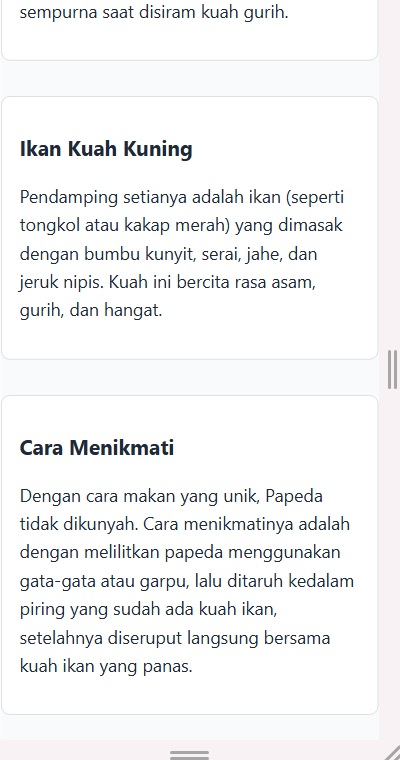 sempurna saat disiram kuah gurih.
Ikan Kuah Kuning
Pendamping setianya adalah ikan (seperti
tongkol atau kakap merah) yang dimasak
dengan bumbu kunyit, serai, jahe, dan
jeruk nipis. Kuah ini bercita rasa asam,
gurih, dan hangat.
Cara Menikmati
Dengan cara makan yang unik, Papeda
tidak dikunyah. Cara menikmatinya adalah
dengan melilitkan papeda menggunakan
gata-gata atau garpu, lalu ditaruh kedalam
piring yang sudah ada kuah ikan,
setelahnya diseruput langsung bersama
kuah ikan yang panas.